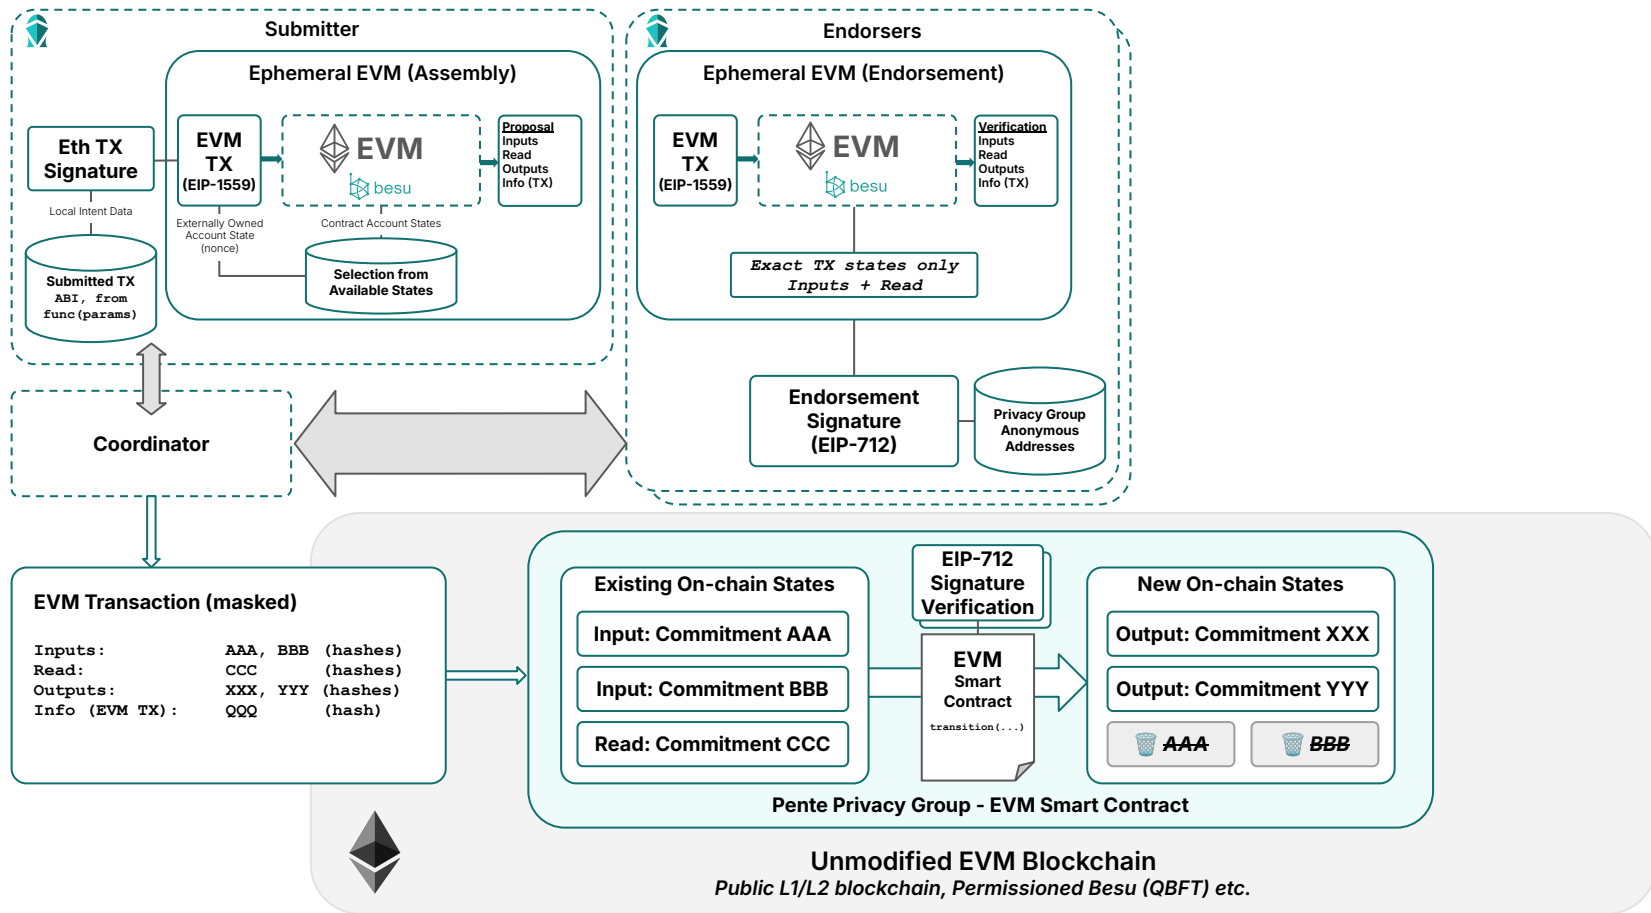 Submitter
Ephemeral EVM (Assembly)
Eth TX
Signature
EVM
TX
(EIP-1559)
EVM
besu
Proposal
Inputs
Read
Outputs
Info (TX)
Local Intent Data
Externally Owned
Account State
(nonce)
Contract Account States
Submitted TX
ABI, from
func(params)
Selection from
Available States
Endorsers
Ephemeral EVM (Endorsement)
EVM
TX
(EIP-1559)
EVM
besu
Verification
Inputs
Read
Outputs
Info (TX)
Exact TX states only
Inputs + Read
Endorsement
Signature
(EIP-712)
Privacy Group
Anonymous
Addresses
Coordinator
EVM Transaction (masked)
Inputs: AAA, BBB (hashes)
Read: CCC (hashes)
Outputs: XXX, YYY (hashes)
Info (EVM TX): QQQ (hash)
Existing On-chain States
Input: Commitment AAA
Input: Commitment BBB
Read: Commitment CCC
EIP-712
Signature
Verification
EVM
Smart
Contract
transition(...)
New On-chain States
Output: Commitment XXX
Output: Commitment YYY
AAA BBB
Pente Privacy Group - EVM Smart Contract
Unmodified EVM Blockchain
Public L1/L2 blockchain, Permissioned Besu (QBFT) etc.